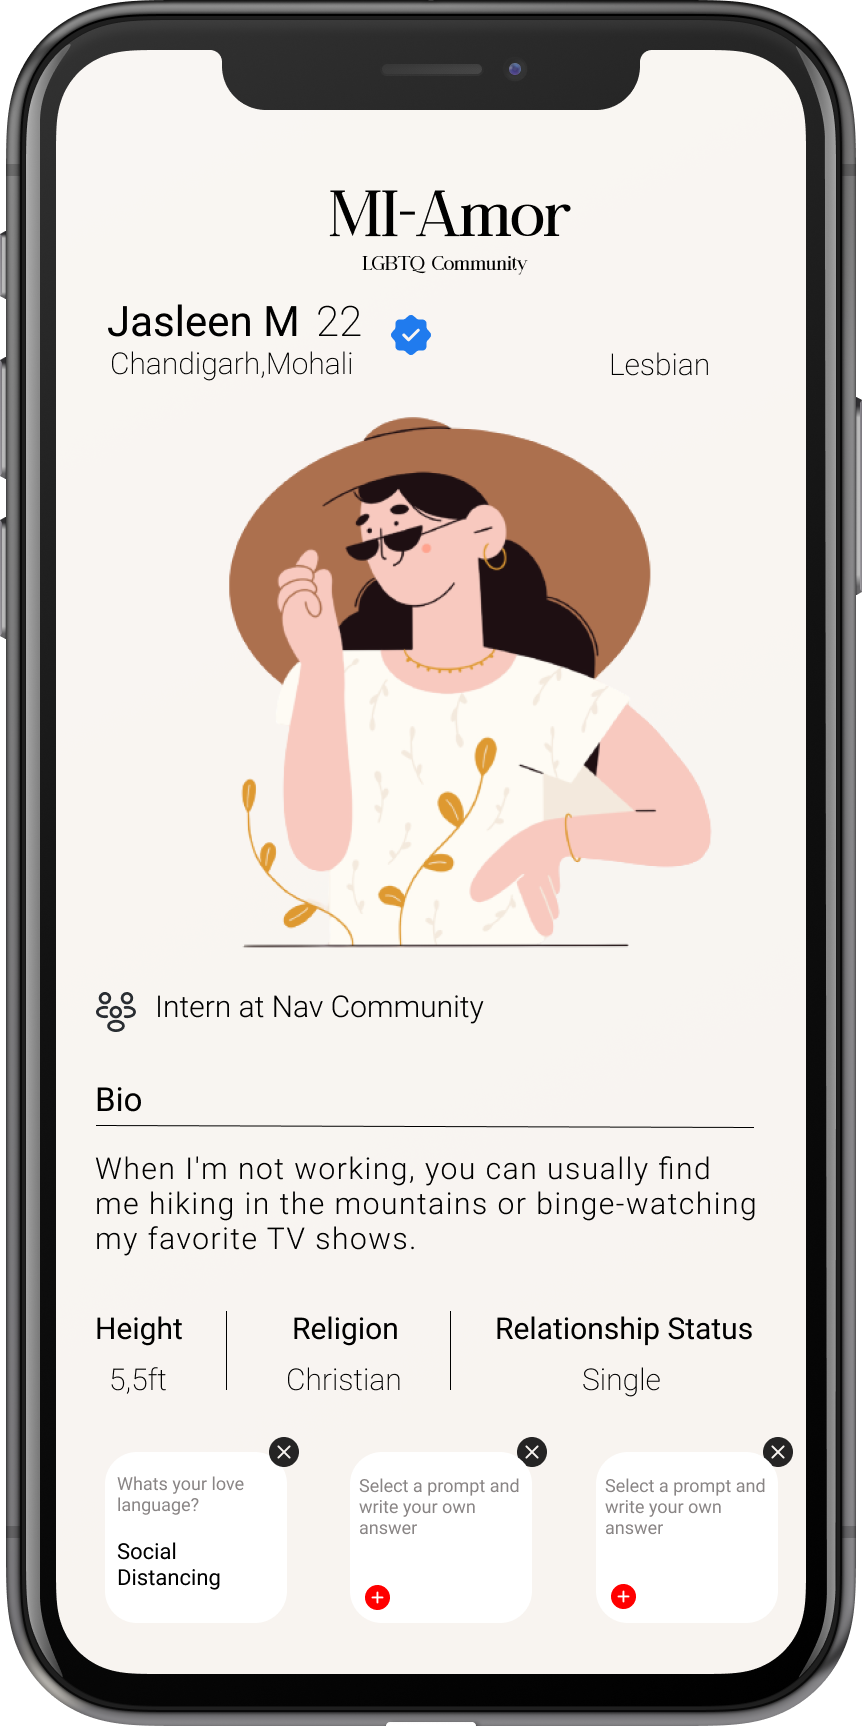 MI-Amor
LGBTQ Community
Jasleen M 22
Chandigarh,Mohali
Lesbian
Intern at Nav Community
Bio
When I'm not working, you can usually find
me hiking in the mountains or binge-watching
my favorite TV shows.
Height
5,5ft
Religion
Christian
Relationship Status
Single
Whats your love
language?
Social
Distancing
Select a prompt and
write your own
answer
Select a prompt and
write your own
answer